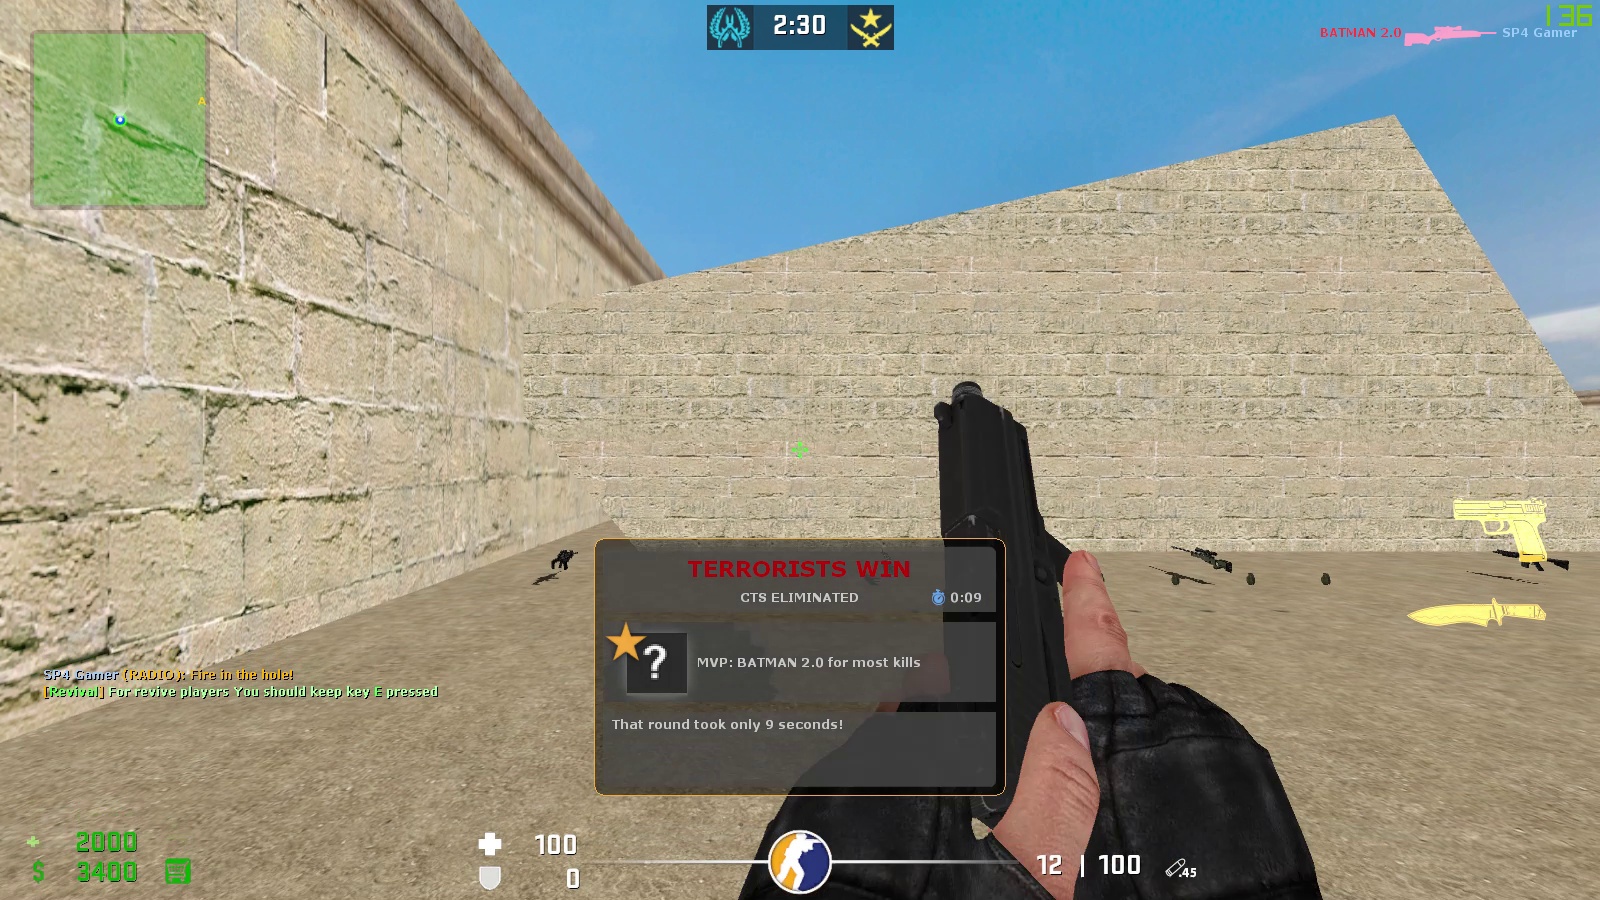 2:30
136
BATMAN 2.0 SP4 Gamer
A
TERRORISTS WIN
CTS ELIMINATED
0:09
?
MVP: BATMAN 2.0 for most kills
That round took only 9 seconds!
SP4 Gamer (RADIO): Fire in the hole!
[Revival] For revive players You should keep key E pressed
2000
$ 3400
100
0
12 | 100
.45